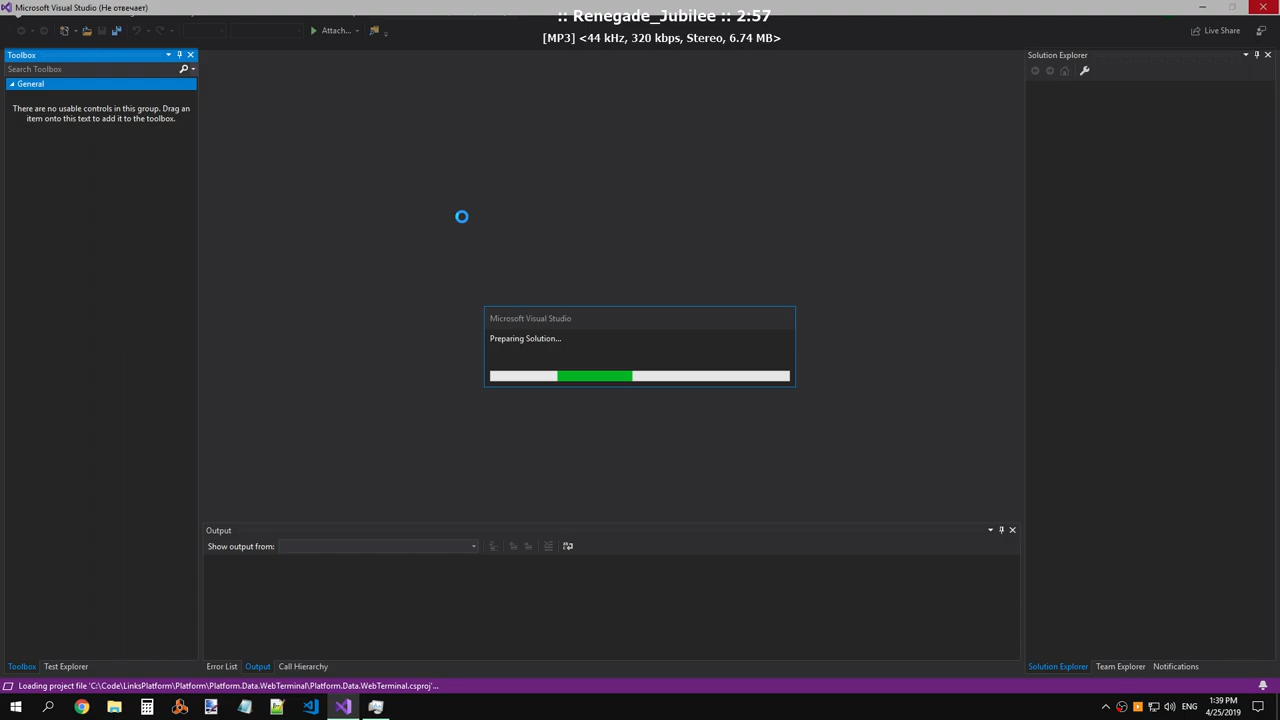 Microsoft Visual Studio (Не отвечает)
:: Renegade_Jubilee :: 2:57
[MP3] <44 kHz, 320 kbps, Stereo, 6.74 MB>
Attach...
Live Share
Toolbox
Solution Explorer
Search Toolbox
General
There are no usable controls in this group. Drag an
item onto this text to add it to the toolbox.
Microsoft Visual Studio
Preparing Solution...
Output
Show output from:
Toolbox
Test Explorer
Error List
Output
Call Hierarchy
Solution Explorer
Team Explorer
Notifications
Loading project file 'C:\Code\LinksPlatform\Platform\Platform.Data.WebTerminal\Platform.Data.WebTerminal.csproj'...
ENG
1:39 PM
4/25/2019